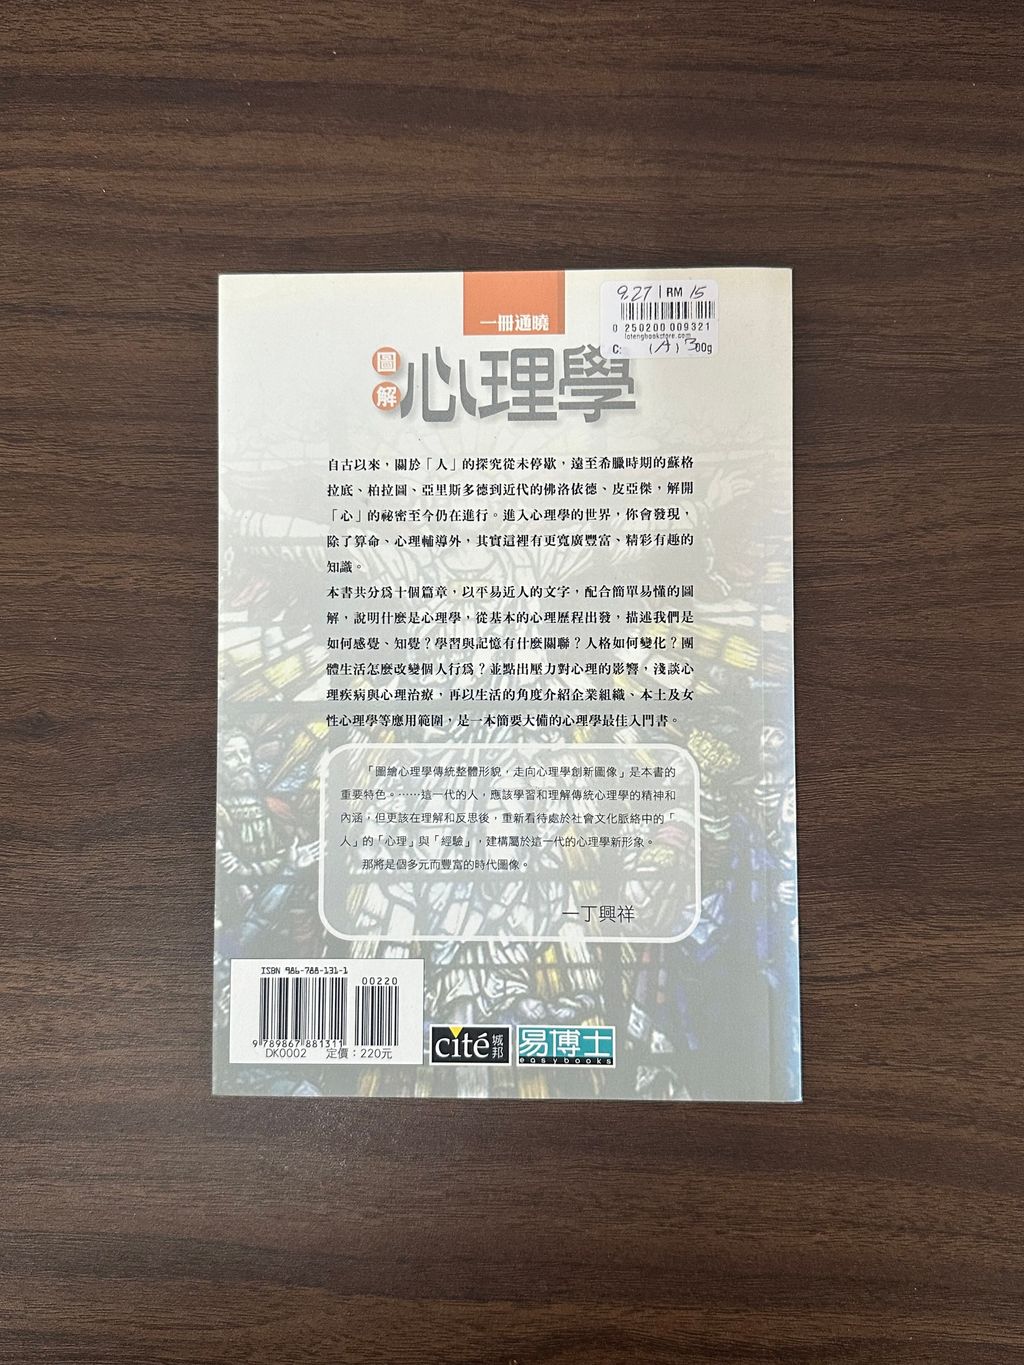 一冊通曉
9.27 | RM 15
0 250200 009321
lotengbookstore.com
C: (A) 300g
圖解 心理學
自古以來，關於「人」的探究從未停歇，遠至希臘時期的蘇格
拉底、柏拉圖、亞里斯多德到近代的佛洛依德、皮亞傑，解開
「心」的祕密至今仍在進行。進入心理學的世界，你會發現，
除了算命、心理輔導外，其實這裡有更寬廣豐富、精彩有趣的
知識。
本書共分為十個篇章，以平易近人的文字，配合簡單易懂的圖
解，說明什麼是心理學，從基本的心理歷程出發，描述我們是
如何感覺、知覺？學習與記憶有什麼關聯？人格如何變化？團
體生活怎麼改變個人行為？並點出壓力對心理的影響，淺談心
理疾病與心理治療，再以生活的角度介紹企業組織、本土及女
性心理學等應用範圍，是一本簡要大備的心理學最佳入門書。
「圖繪心理學傳統整體形貌，走向心理學創新圖像」是本書的
重要特色。……這一代的人，應該學習和理解傳統心理學的精神和
內涵，但更該在理解和反思後，重新看待處於社會文化脈絡中的「
人」的「心理」與「經驗」，建構屬於這一代的心理學新形象。
那將是個多元而豐富的時代圖像。
—丁興祥
ISBN 986-788-131-1
00220
9 789867 881311
DK0002 定價：220元
cité 城邦
易博士
easybooks